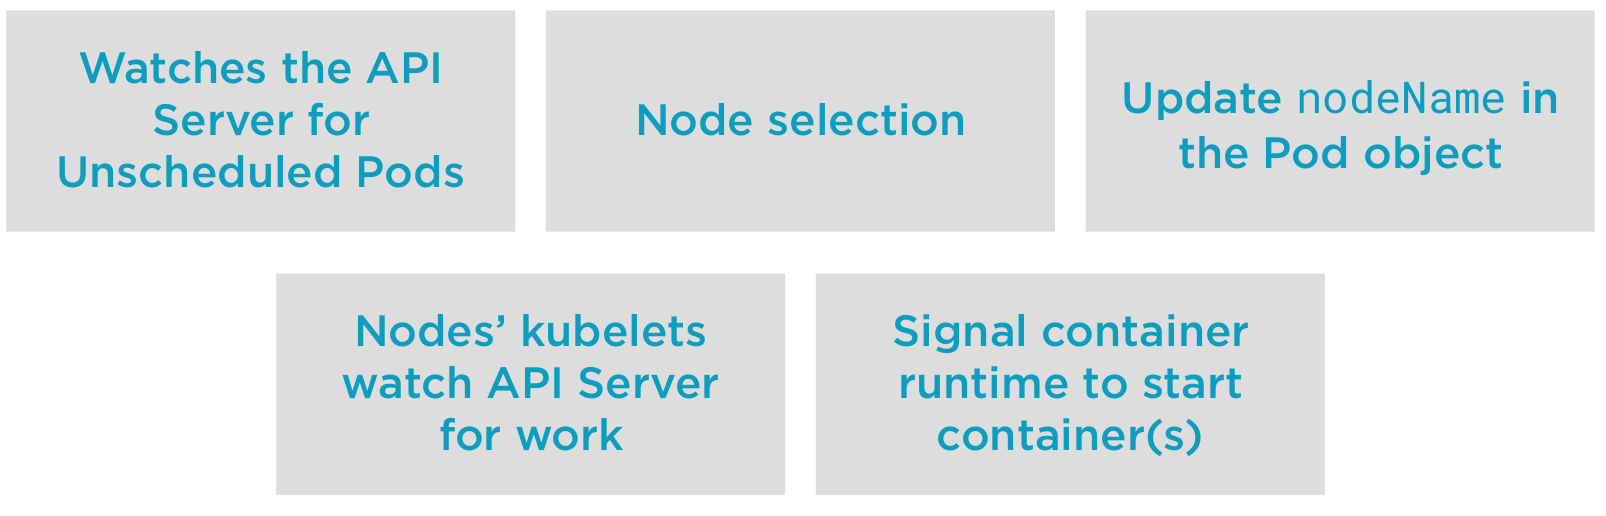 Watches the API
Server for
Unscheduled Pods
Node selection
Update nodeName in
the Pod object
Nodes’ kubelets
watch API Server
for work
Signal container
runtime to start
container(s)